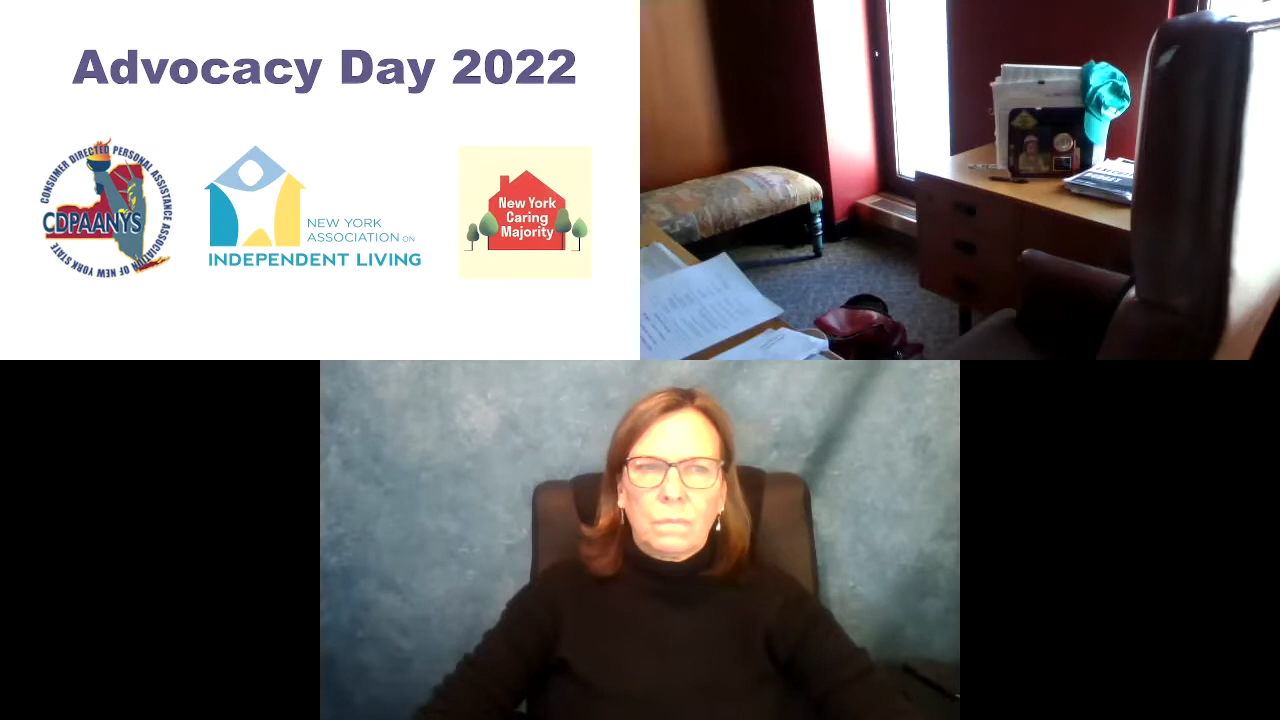 Advocacy Day 2022
CONSUMER DIRECTED PERSONAL ASSISTANCE ASSOCIATION OF NEW YORK STATE
CDPAANYS
NEW YORK
ASSOCIATION ON
INDEPENDENT LIVING
New York
Caring
Majority